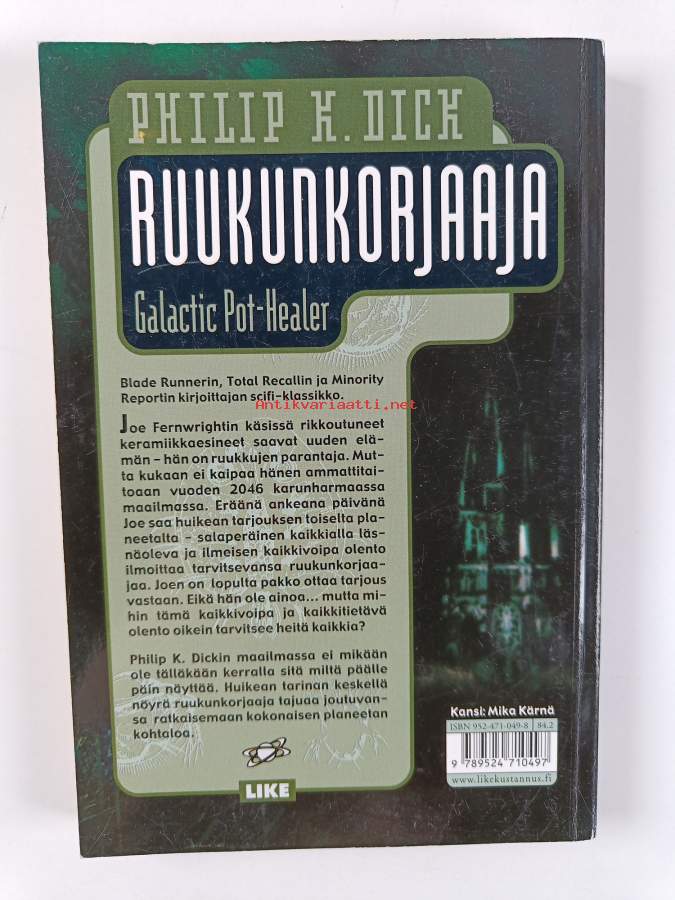 PHILIP K. DICK
RUUKUNKORJAAJA
Galactic Pot-Healer
Blade Runnerin, Total Recallin ja Minority
Reportin kirjoittajan scifi-klassikko.
Antikvariaatti.net
Joe Fernwrightin käsissä rikkoutuneet
keramiikkaesineet saavat uuden elä-
män – hän on ruukkujen parantaja. Mut-
ta kukaan ei kaipaa hänen ammattitai-
toaan vuoden 2046 karunharmaassa
maailmassa. Eräänä ankeana päivänä
Joe saa huikean tarjouksen toiselta pla-
neetalta – salaperäinen kaikkialla läs-
näoleva ja ilmeisen kaikkivoipa olento
ilmoittaa tarvitsevansa ruukunkorjaa-
jaa. Joen on lopulta pakko ottaa tarjous
vastaan. Eikä hän ole ainoa... mutta mi-
hin tämä kaikkivoipa ja kaikkitietävä
olento oikein tarvitsee heitä kaikkia?
Philip K. Dickin maailmassa ei mikään
ole tälläkään kerralla sitä miltä päälle
päin näyttää. Huikean tarinan keskellä
nöyrä ruukunkorjaaja tajuaa joutuvan-
sa ratkaisemaan kokonaisen planeetan
kohtaloa.
LIKE
Kansi: Mika Kärnä
ISBN 952-471-049-8 84.2
9 789524 710497
www.likekustannus.fi